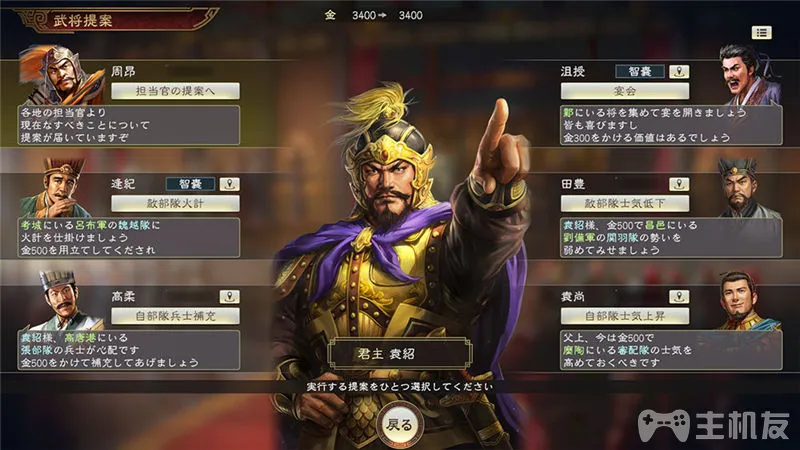 武将提案
金 3400→ 3400
周昂
担当官の提案へ
各地の担当官より
現在なすべきことについて
提案が届いていますぞ
沮授 智嚢
宴会
鄴にいる将を集めて宴を開きましょう
皆も喜びますし
金300をかける価値はあるでしょう
逢紀 智嚢
敵部隊火計
考城にいる呂布軍の魏越隊に
火計を仕掛けましょう
金500を用立てしてくだされ
田豊
敵部隊士気低下
袁紹様、金500で昌邑にいる
劉備軍の関羽隊の勢いを
弱めてみせましょう
高柔
自部隊兵士補充
袁紹様、高唐港にいる
張郃隊の兵士が心配です
金500をかけて補充してあげましょう
袁尚
自部隊士気上昇
父上、今は金500で
廮陶にいる審配隊の士気を
高めておくべきです
君主 袁紹
実行する提案をひとつ選択してください
戻る
主机友